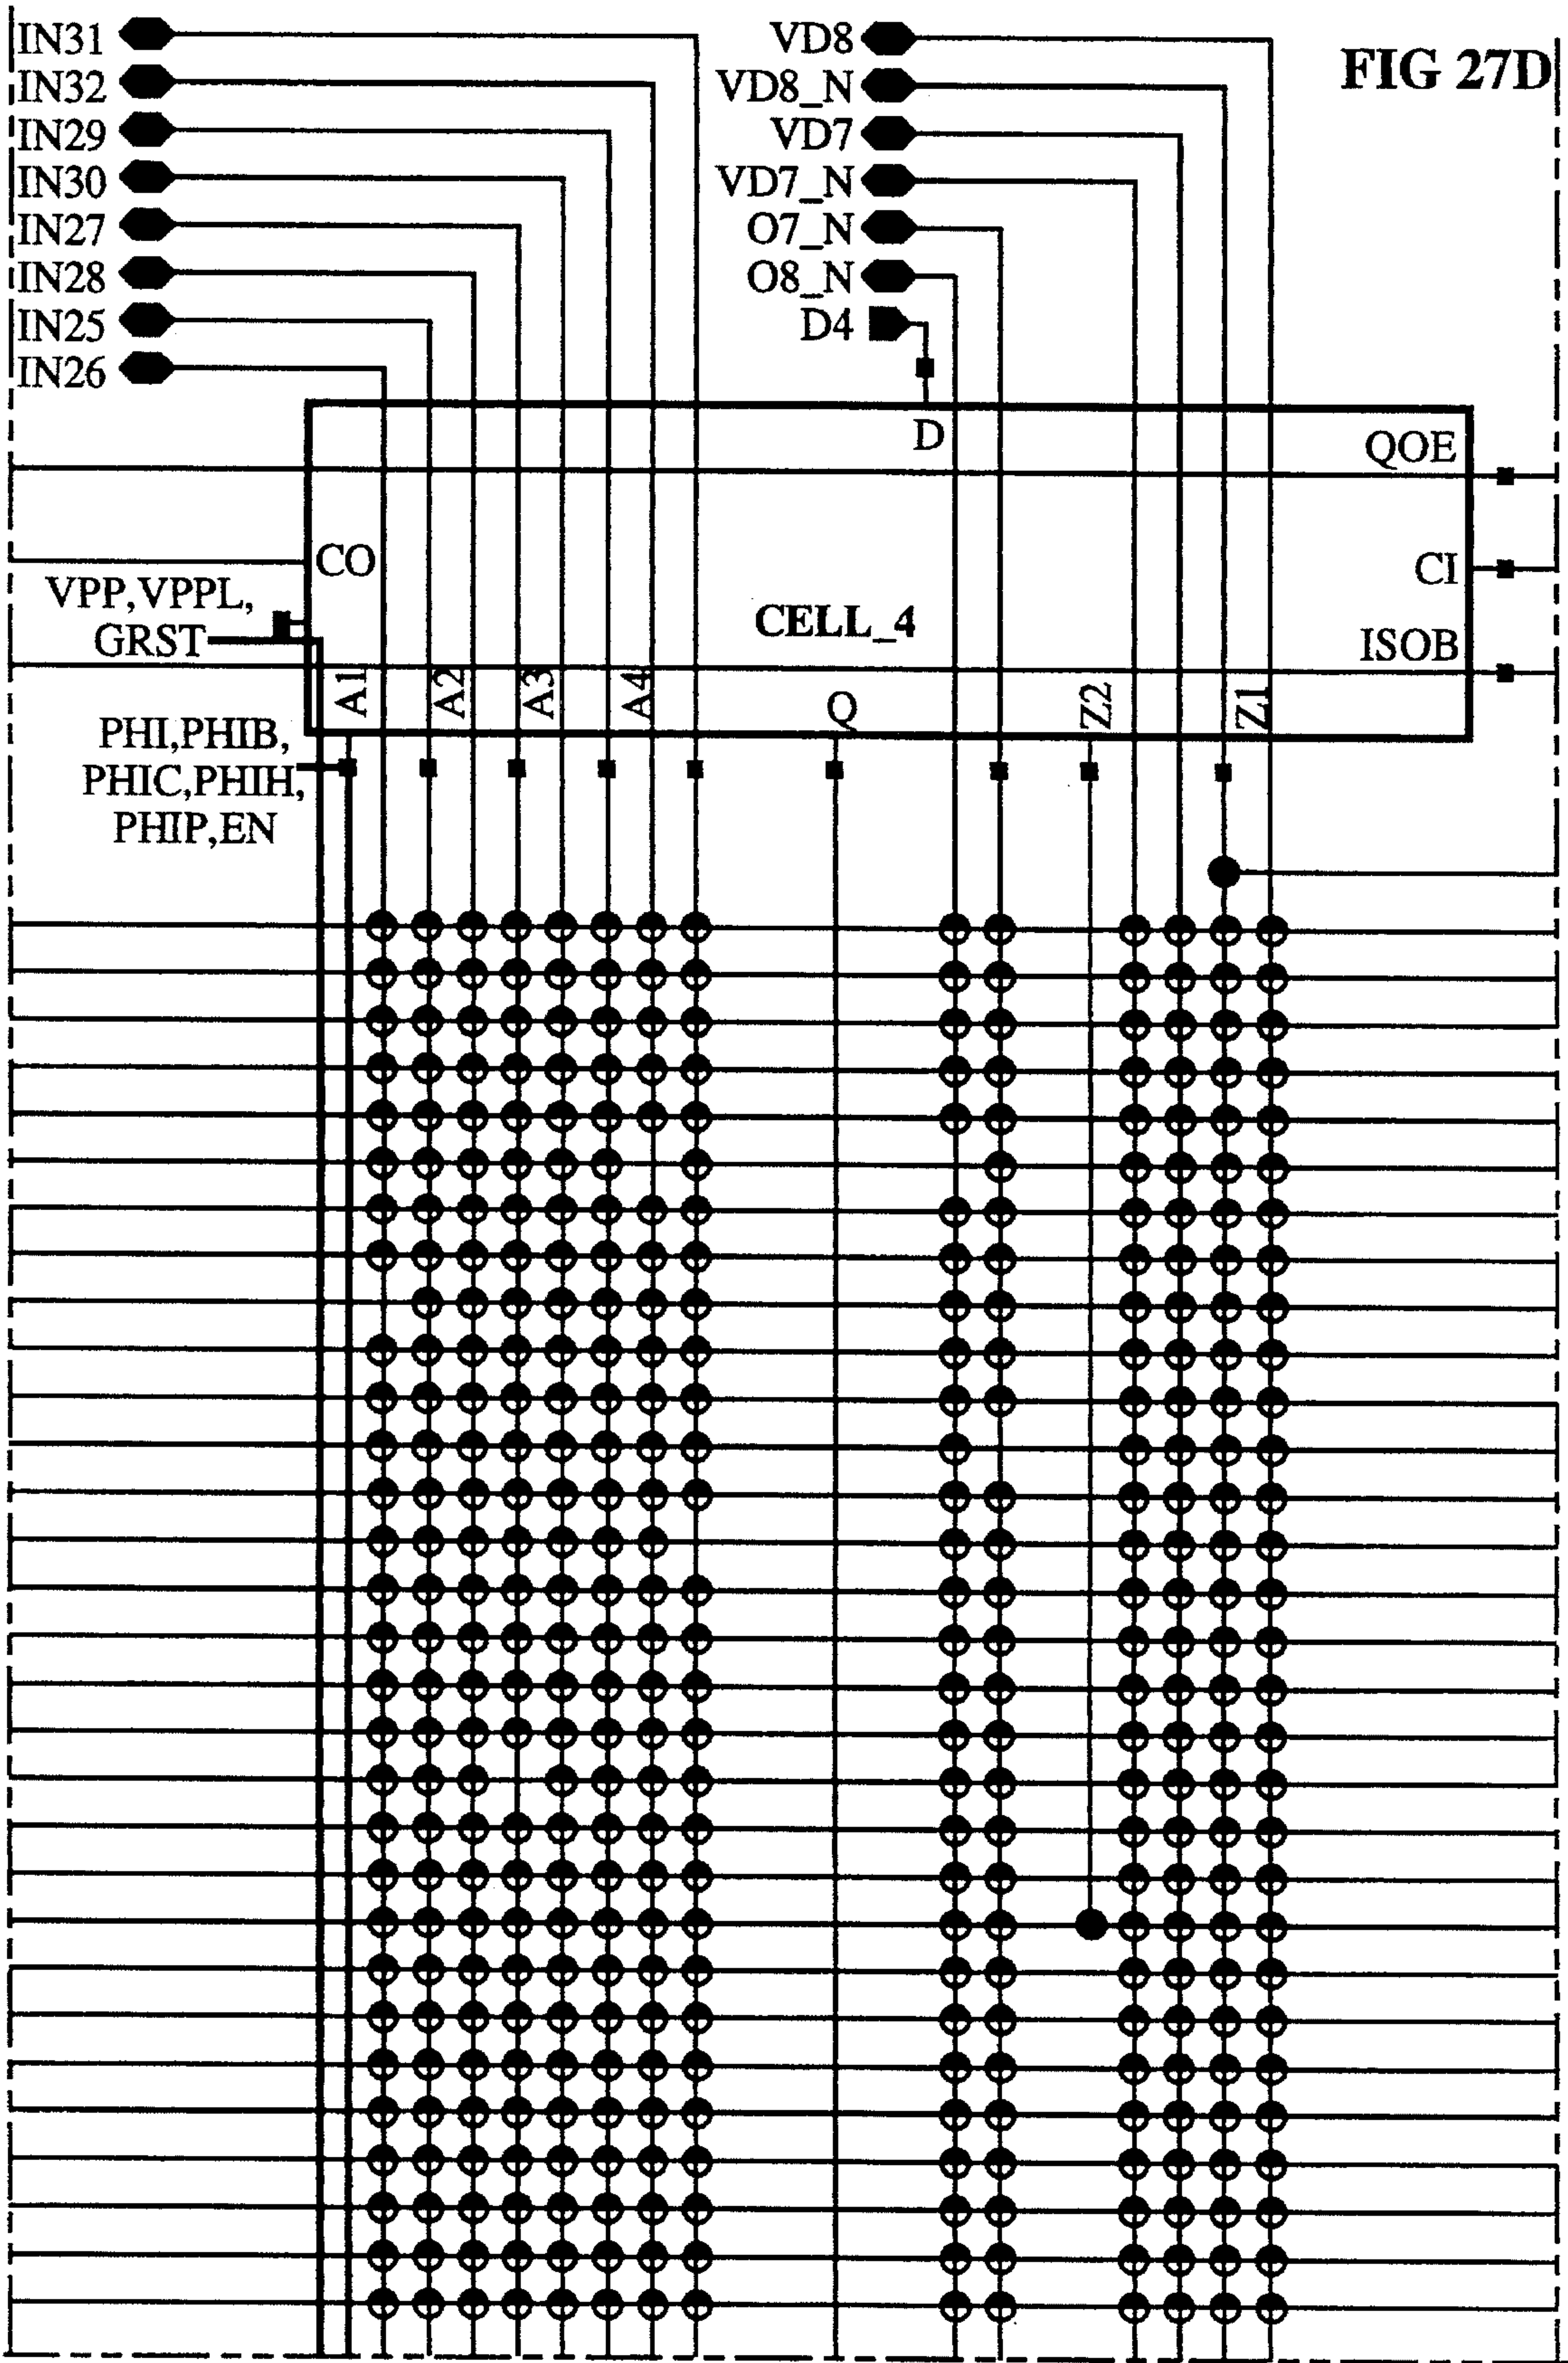 FIG 27D
IN31
IN32
IN29
IN30
IN27
IN28
IN25
IN26
VD8
VD8_N
VD7
VD7_N
O7_N
O8_N
D4
D
QOE
CO
CI
VPP,VPPL,
GRST
CELL_4
ISOB
A1
A2
A3
A4
Q
Z2
Z1
PHI,PHIB,
PHIC,PHIH,
PHIP,EN